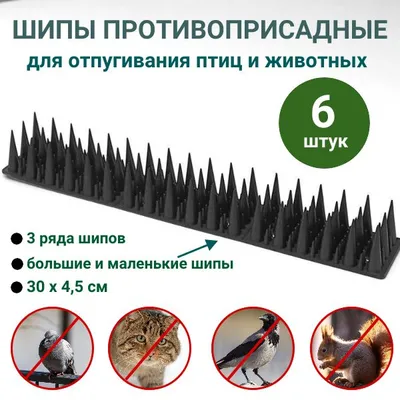 ШИПЫ ПРОТИВОПРИСАДНЫЕ
для отпугивания птиц и животных
6
штук
3 ряда шипов
большие и маленькие шипы
30 х 4,5 см